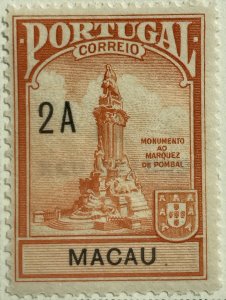 PORTUGAL
CORREIO
2A
MONUMENTO
AO
MARQUEZ
DE POMBAL
MACAU